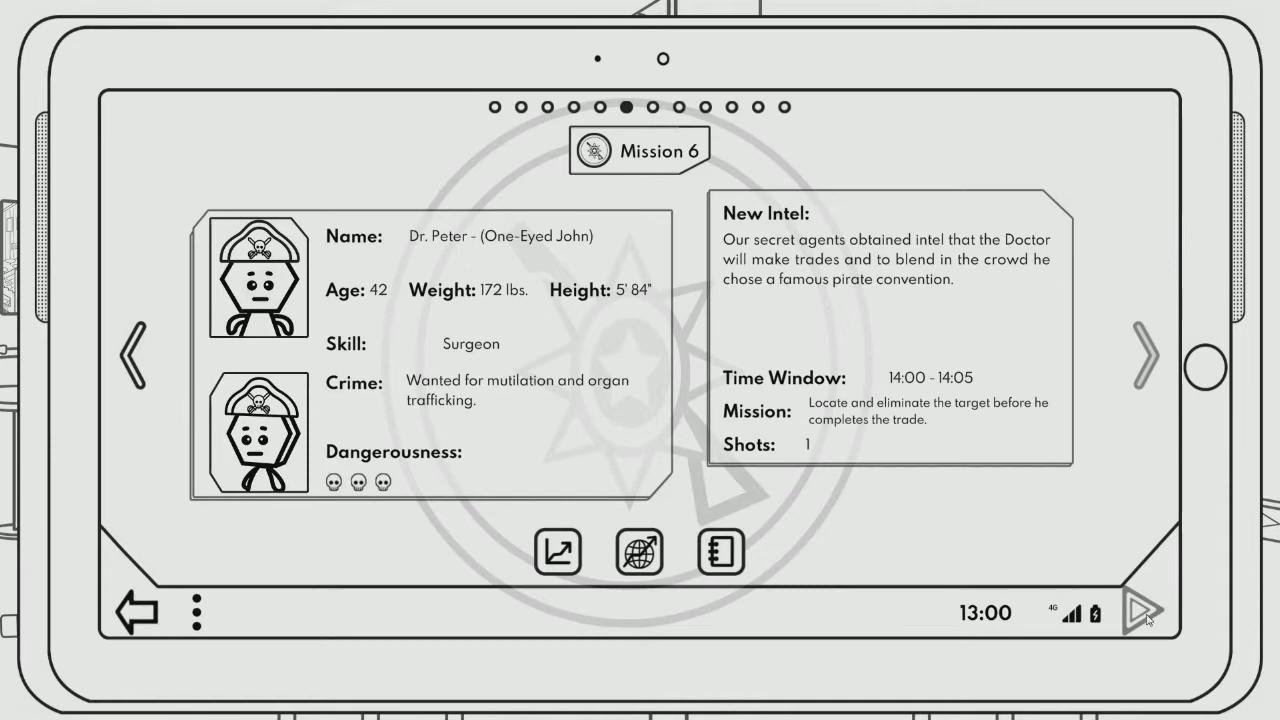 Mission 6
Name: Dr. Peter - (One-Eyed John)
Age: 42 Weight: 172 lbs. Height: 5' 84"
Skill: Surgeon
Crime: Wanted for mutilation and organ
trafficking.
Dangerousness:
New Intel:
Our secret agents obtained intel that the Doctor
will make trades and to blend in the crowd he
chose a famous pirate convention.
Time Window: 14:00 - 14:05
Mission: Locate and eliminate the target before he
completes the trade.
Shots: 1
13:00 4G